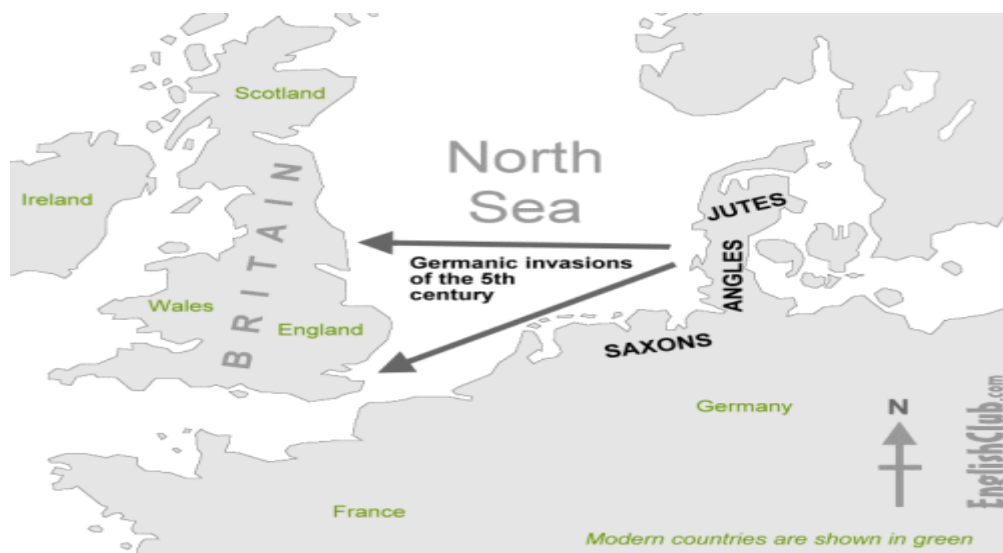 Scotland
North
Sea
Ireland
JUTES
BRITAIN
Germanic invasions
of the 5th
century
ANGLES
Wales
England
SAXONS
Germany
N
EnglishClub.com
France
Modern countries are shown in green